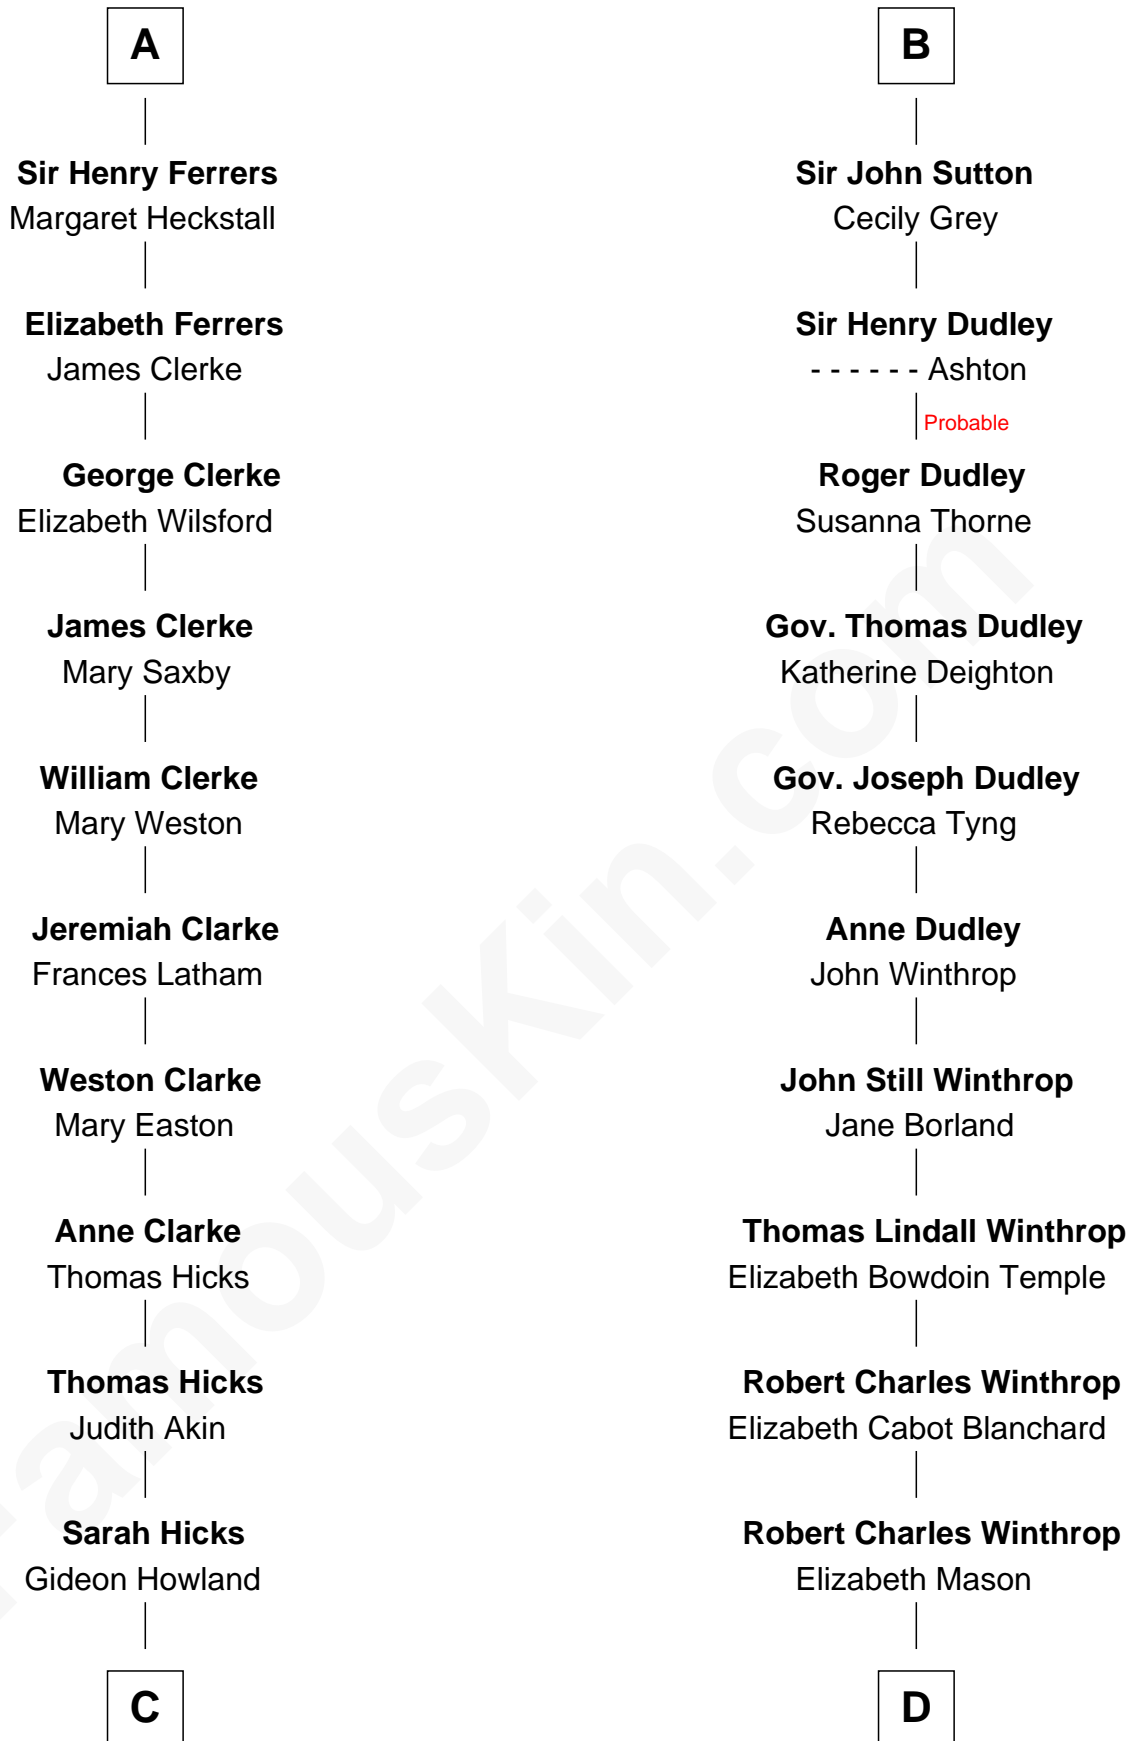 A
Sir Henry Ferrers
Margaret Heckstall
Elizabeth Ferrers
James Clerke
George Clerke
Elizabeth Wilsford
James Clerke
Mary Saxby
William Clerke
Mary Weston
Jeremiah Clarke
Frances Latham
Weston Clarke
Mary Easton
Anne Clarke
Thomas Hicks
Thomas Hicks
Judith Akin
Sarah Hicks
Gideon Howland
C
B
Sir John Sutton
Cecily Grey
Sir Henry Dudley
- - - - - - Ashton
Probable
Roger Dudley
Susanna Thorne
Gov. Thomas Dudley
Katherine Deighton
Gov. Joseph Dudley
Rebecca Tyng
Anne Dudley
John Winthrop
John Still Winthrop
Jane Borland
Thomas Lindall Winthrop
Elizabeth Bowdoin Temple
Robert Charles Winthrop
Elizabeth Cabot Blanchard
Robert Charles Winthrop
Elizabeth Mason
D
FamousKin.com